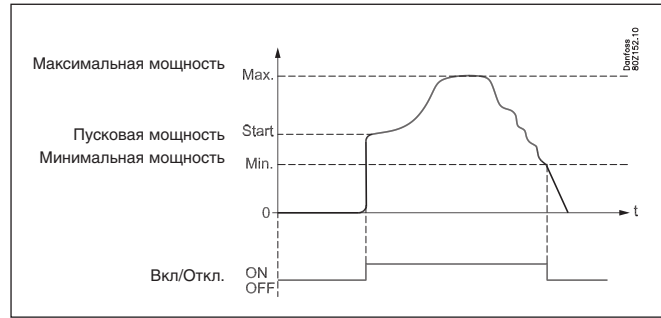 Danfoss
80Z152.10
Максимальная мощность Max.
Пусковая мощность Start
Минимальная мощность Min.
0 t
Вкл/Откл. ON
OFF